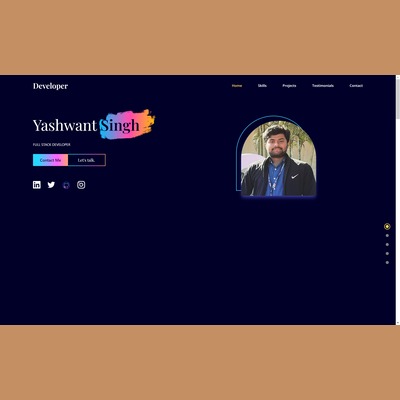 Developer
Home Skills Projects Testimonials Contact
Yashwant Singh
FULL STACK DEVELOPER
Contact Me Let's talk.